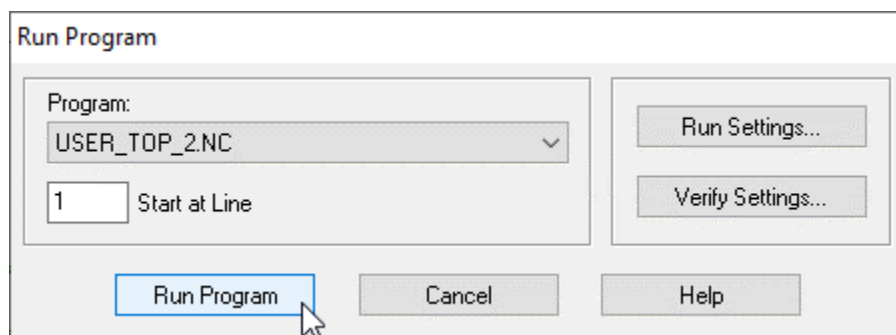 Run Program
Program:
USER_TOP_2.NC
1 Start at Line
Run Settings...
Verify Settings...
Run Program Cancel Help